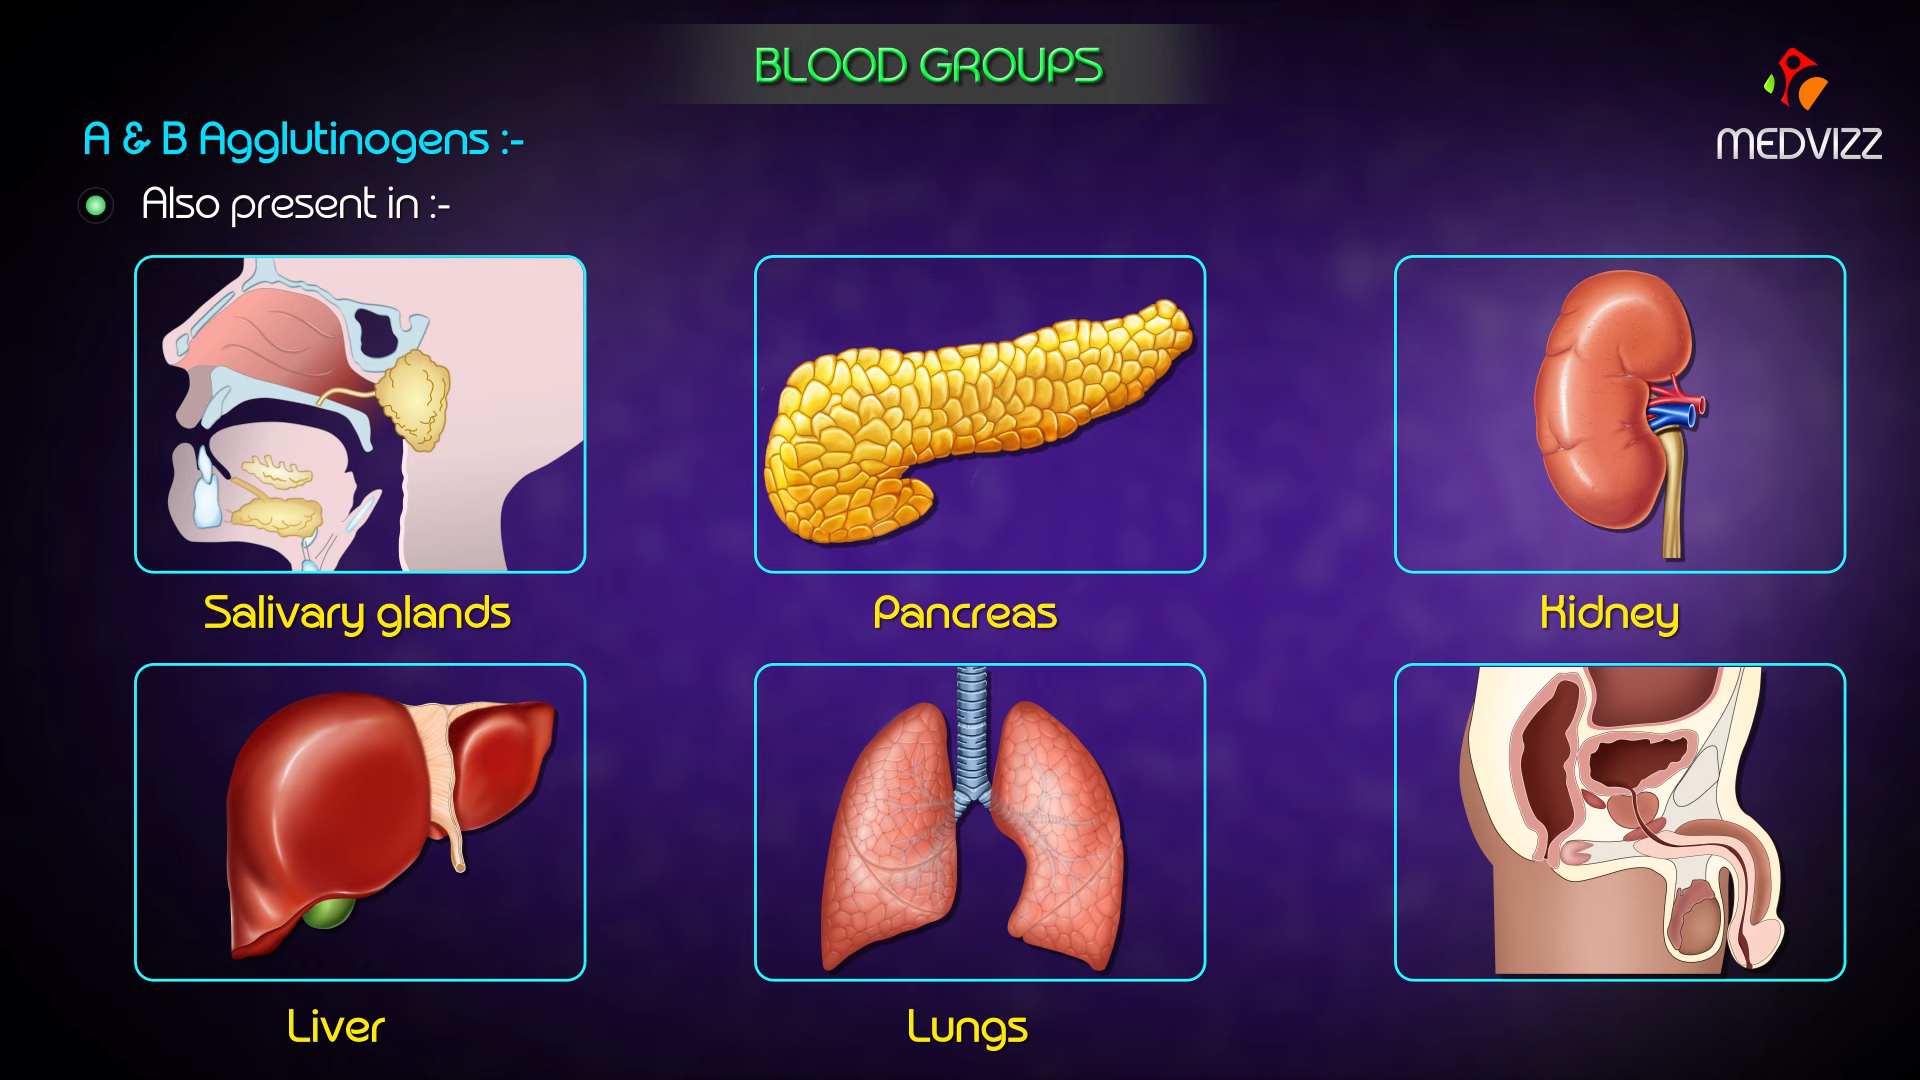 BLOOD GROUPS
MEDVIZZ
A & B Agglutinogens :-
Also present in :-
Salivary glands
Pancreas
Kidney
Liver
Lungs